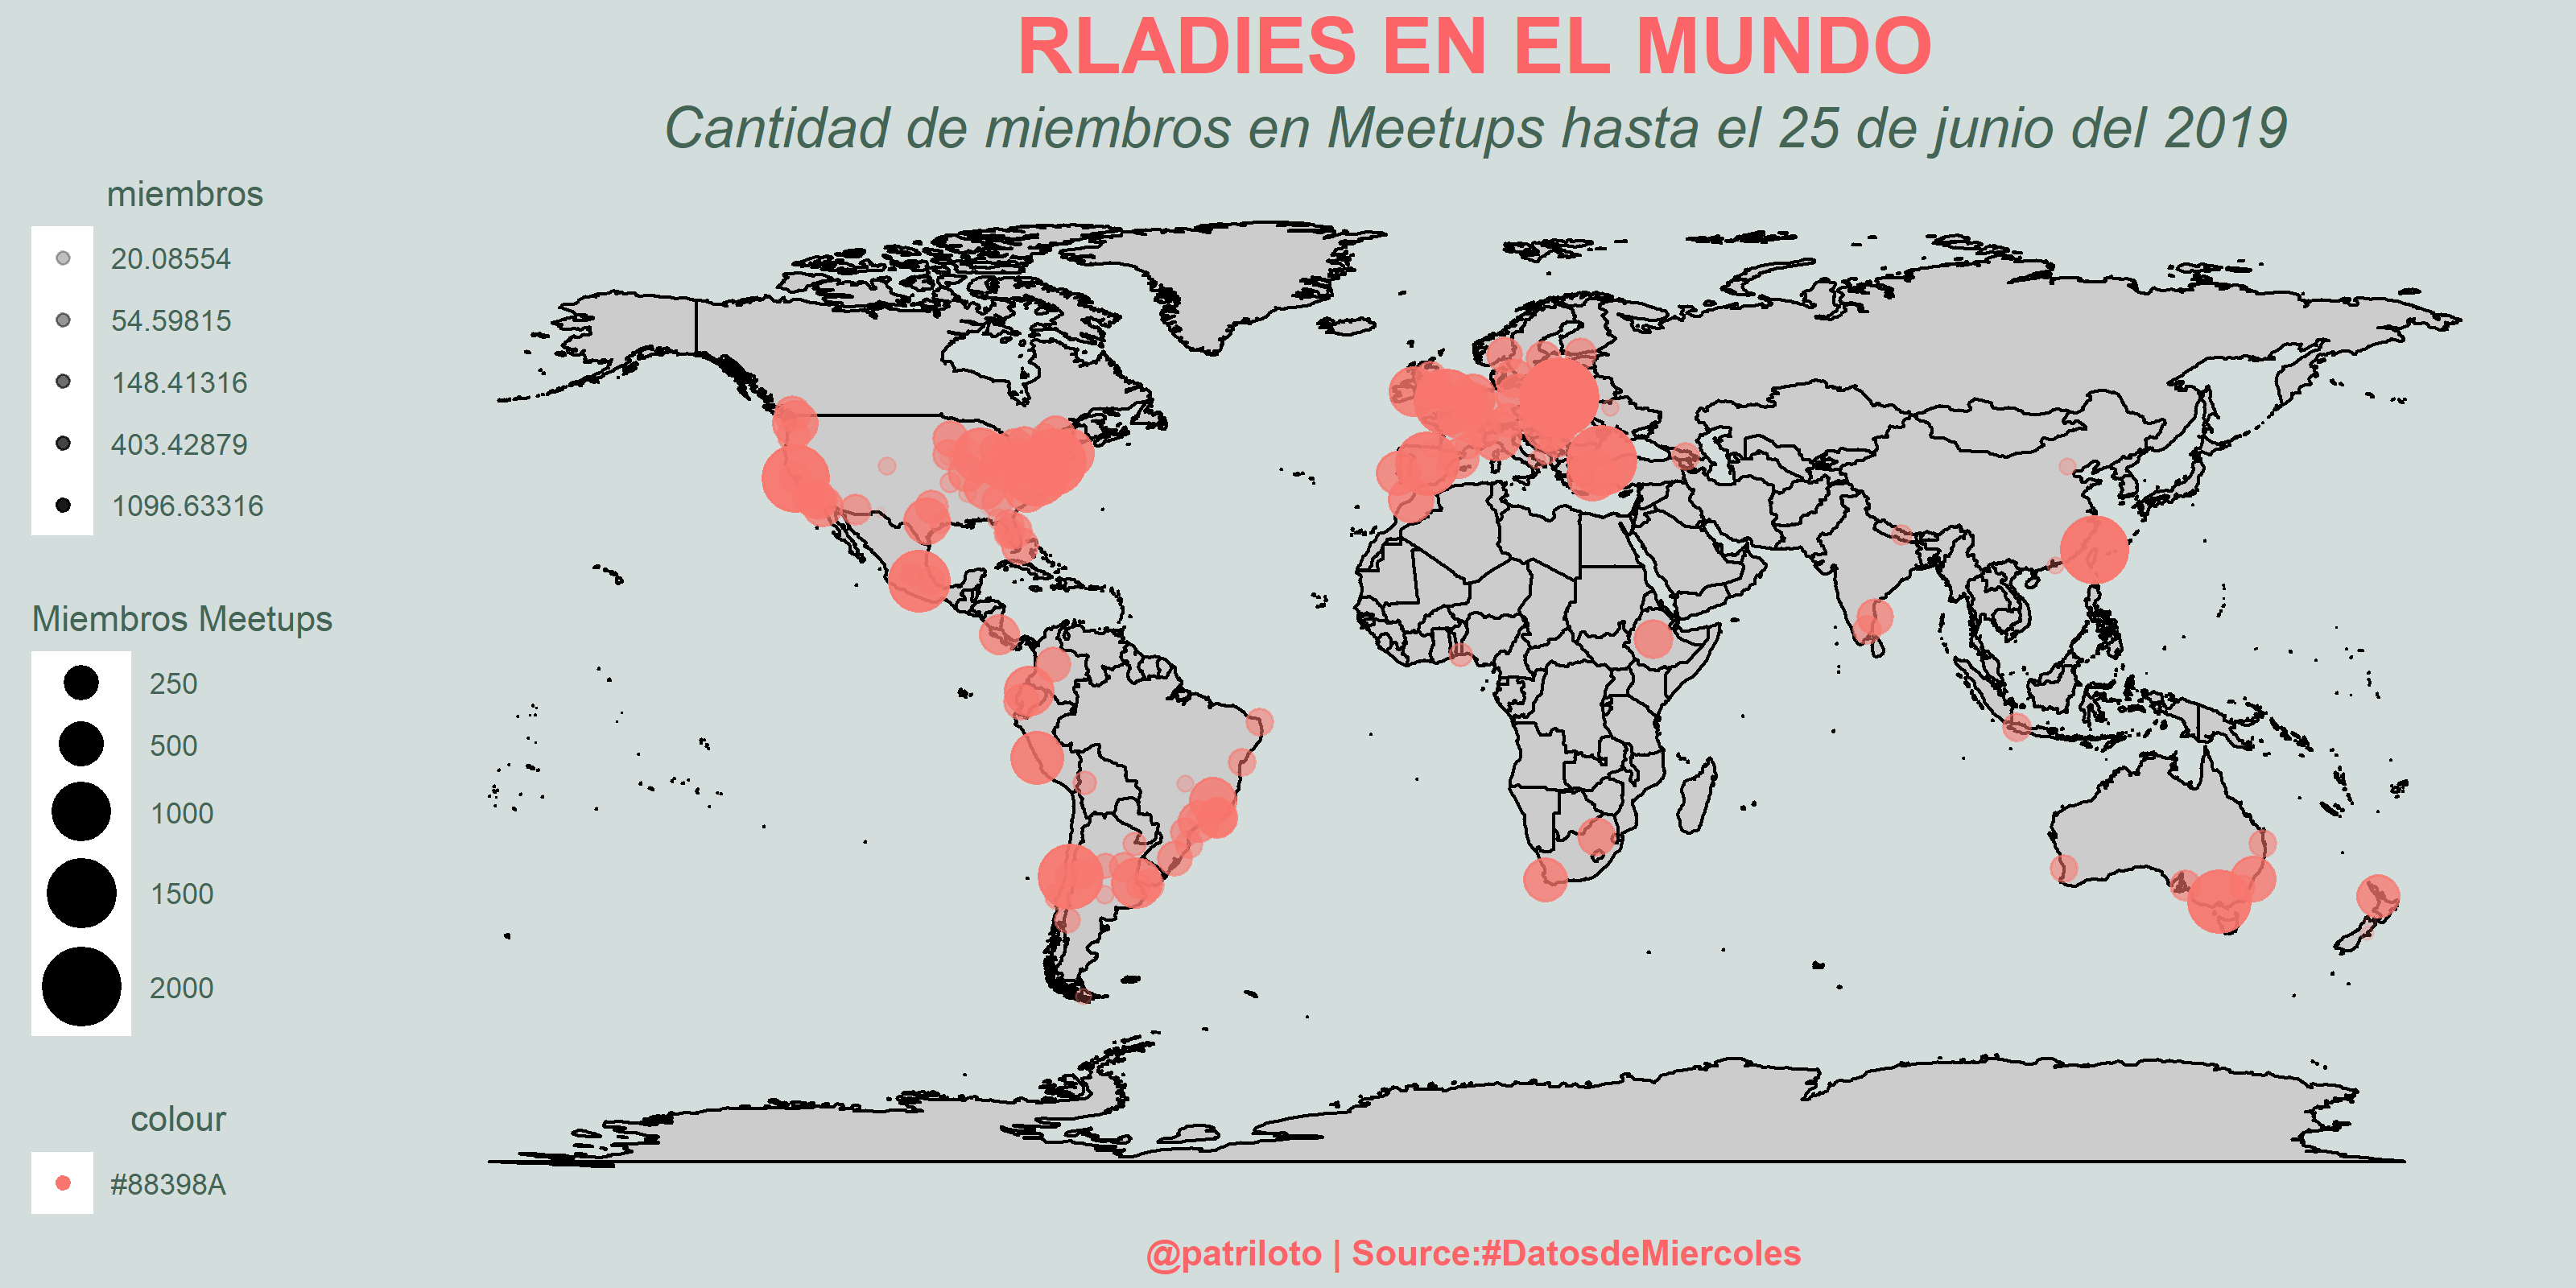 RLADIES EN EL MUNDO
Cantidad de miembros en Meetups hasta el 25 de junio del 2019
miembros
20.08554
54.59815
148.41316
403.42879
1096.63316
Miembros Meetups
250
500
1000
1500
2000
colour
#88398A
@patriloto | Source:#DatosdeMiercoles